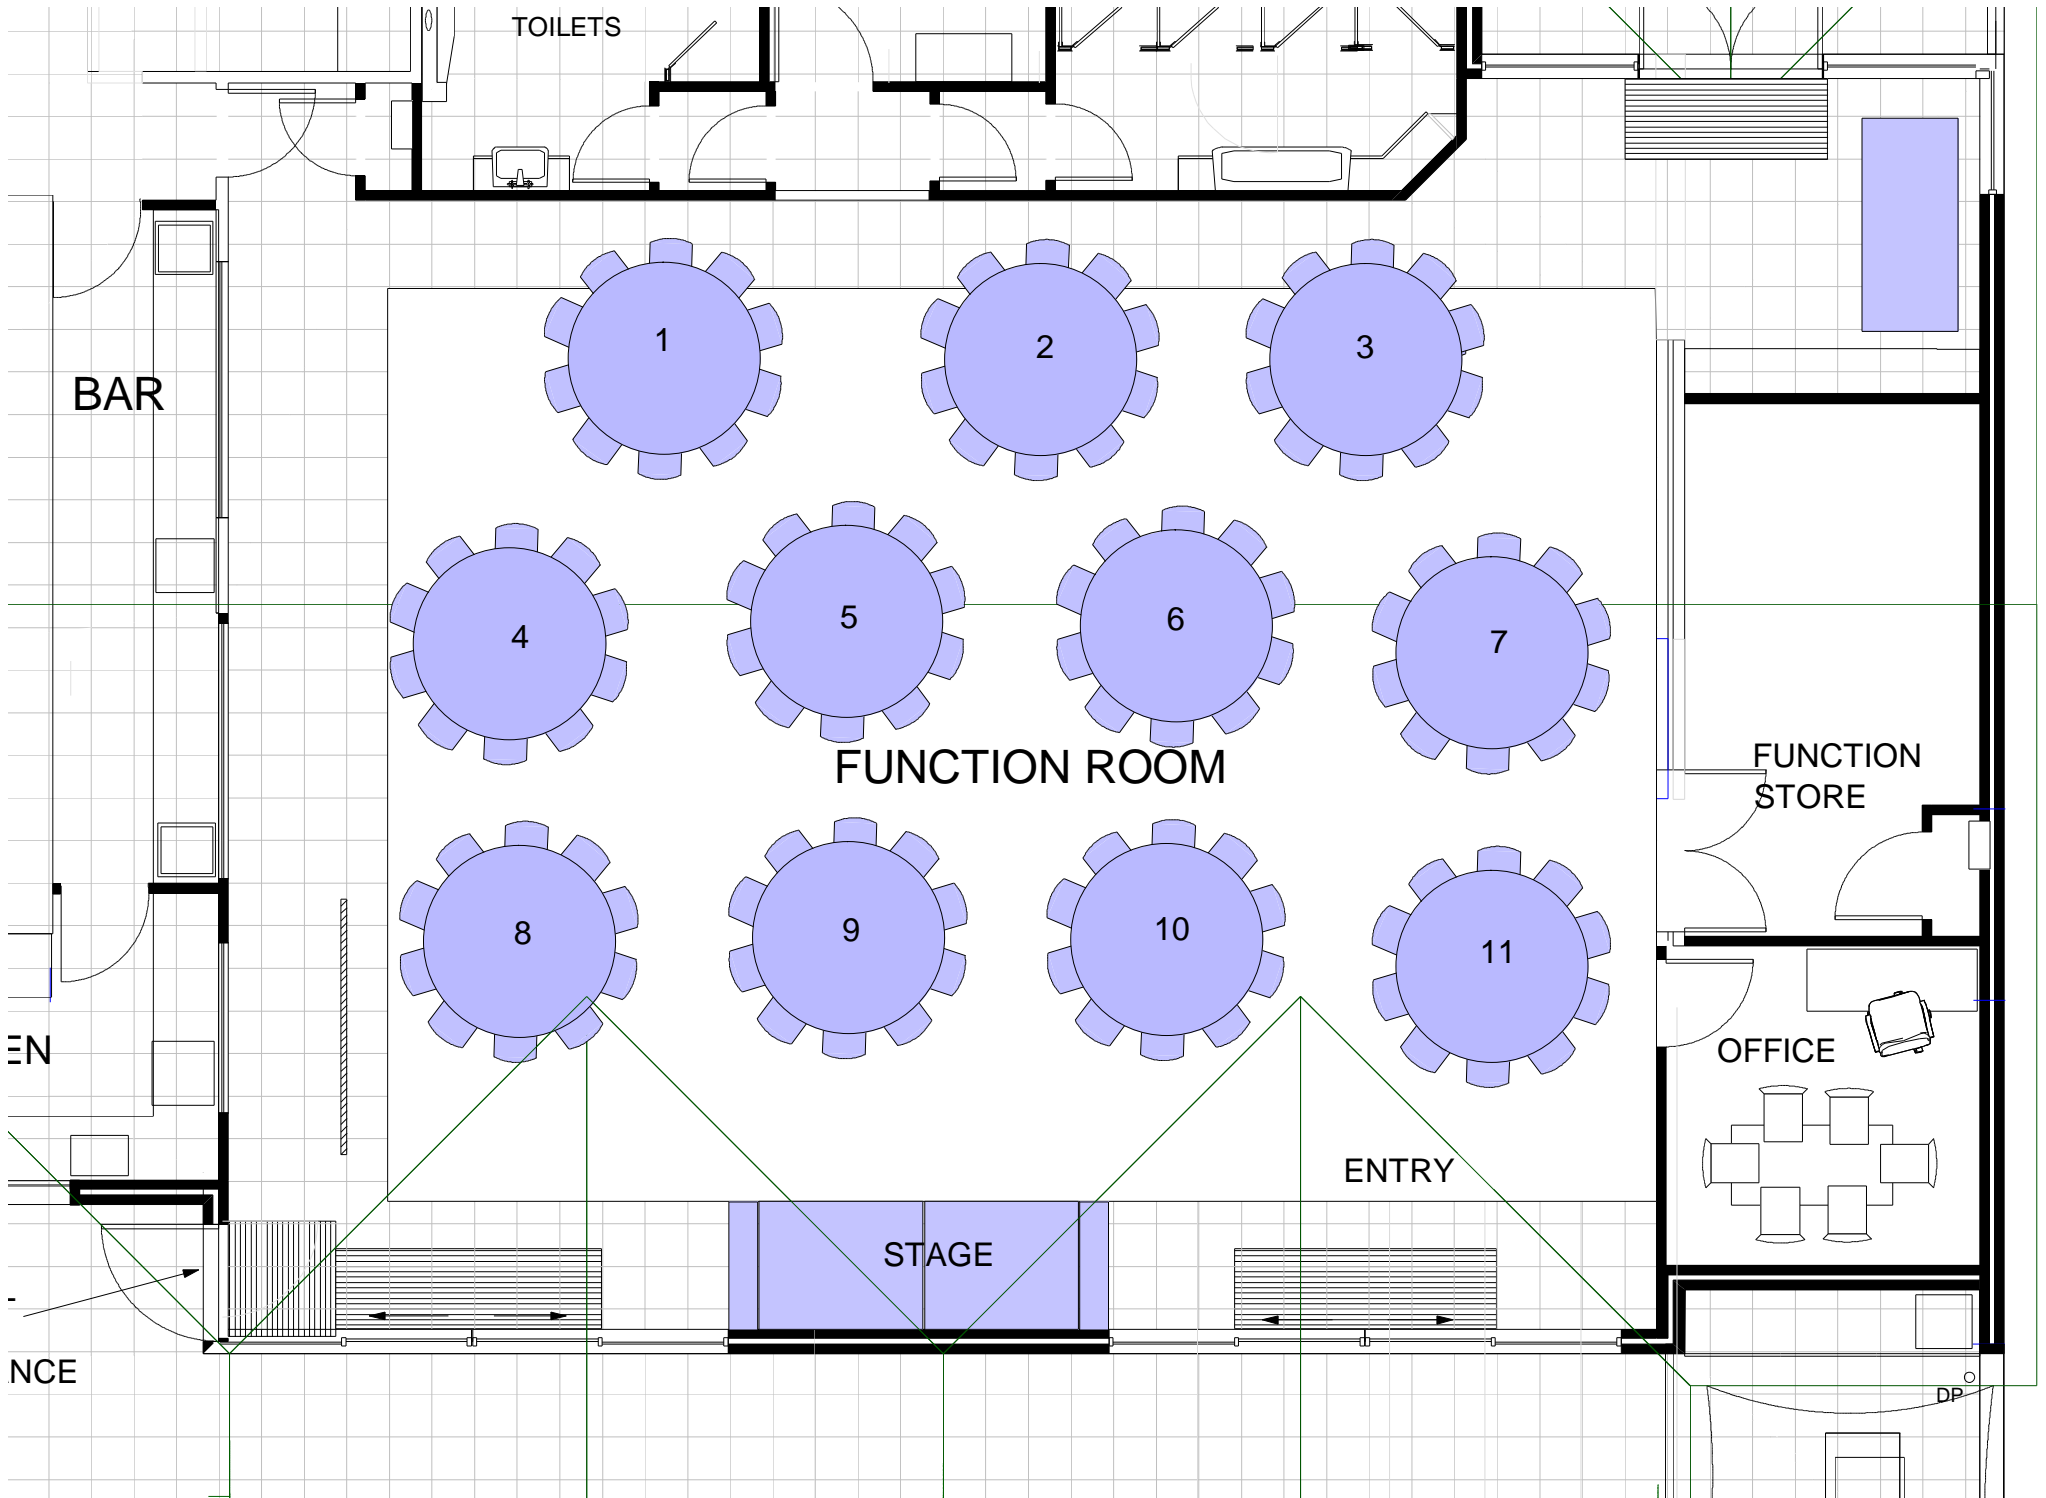 TOILETS
1
2
3
BAR
4
5
6
7
FUNCTION ROOM
FUNCTION
STORE
8
9
10
11
EN
OFFICE
ENTRY
STAGE
NCE
DP